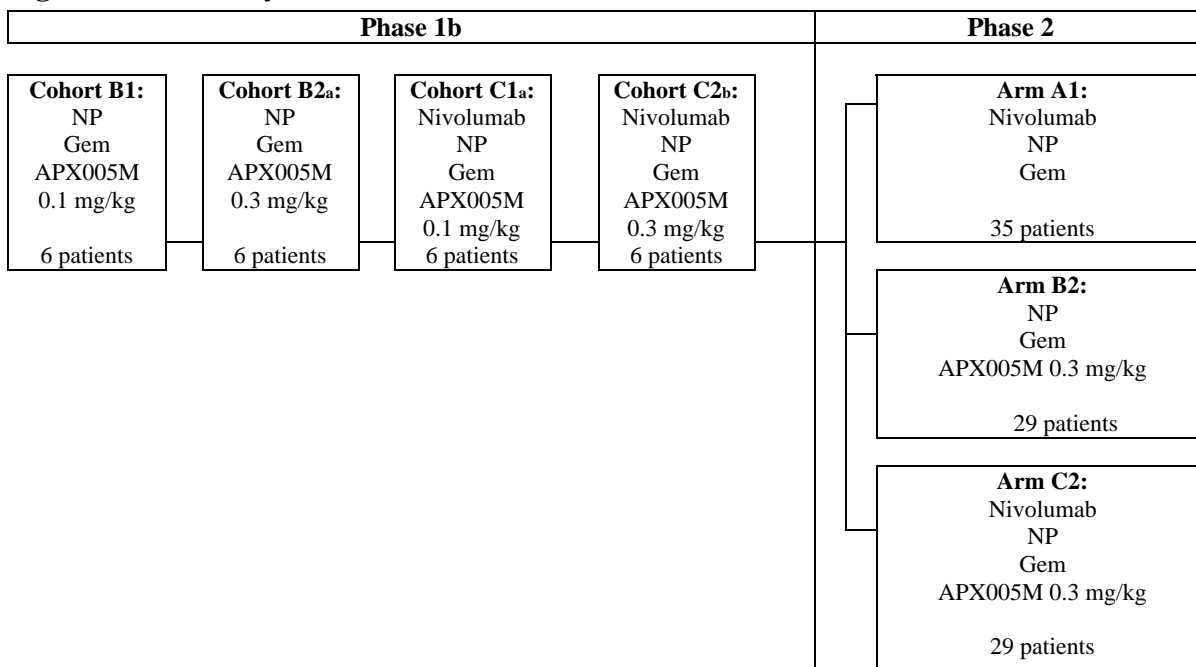 Phase 1b
Phase 2
Cohort B1:
NP
Gem
APX005M
0.1 mg/kg
6 patients
Cohort B2a:
NP
Gem
APX005M
0.3 mg/kg
6 patients
Cohort C1a:
Nivolumab
NP
Gem
APX005M
0.1 mg/kg
6 patients
Cohort C2b:
Nivolumab
NP
Gem
APX005M
0.3 mg/kg
6 patients
Arm A1:
Nivolumab
NP
Gem
35 patients
Arm B2:
NP
Gem
APX005M 0.3 mg/kg
29 patients
Arm C2:
Nivolumab
NP
Gem
APX005M 0.3 mg/kg
29 patients